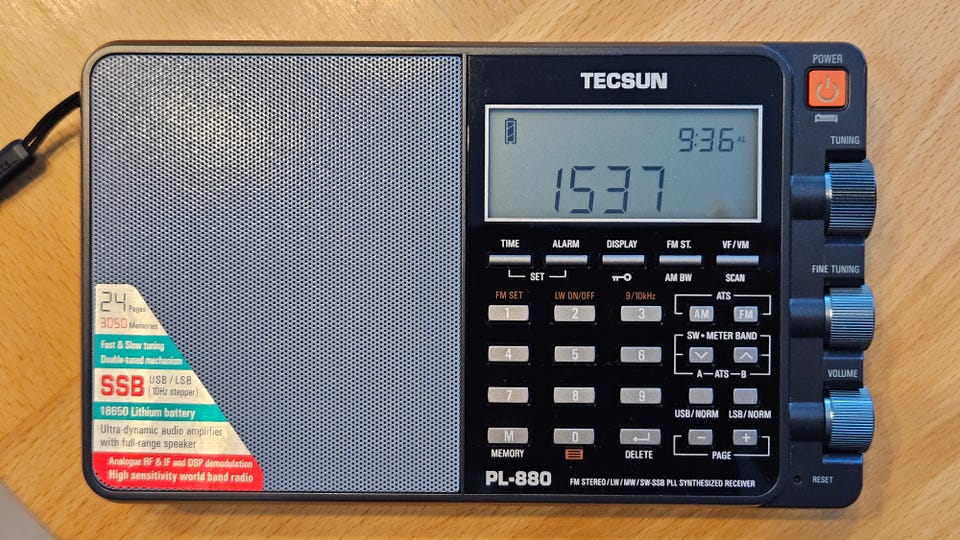 POWER
TECSUN
TUNING
9:36
1537
TIME ALARM DISPLAY FM ST. VF/VM
SET AM BW SCAN
FINE TUNING
FM SET LW ON/OFF 9/10kHz ATS
1 2 3 AM FM
SW • METER BAND
4 5 6
A — ATS — B
VOLUME
7 8 9
USB/NORM LSB/NORM
M 0 − +
MEMORY DELETE PAGE
PL-880 FM STEREO/LW/MW/SW-SSB PLL SYNTHESIZED RECEIVER
RESET
24 Pages
3050 Memories
Fast & Slow tuning
Double-tuned mechanism
SSB USB / LSB
(10Hz stepper)
18650 Lithium battery
Ultra-dynamic audio amplifier
with full-range speaker
Analogue RF & IF and DSP demodulation
High sensitivity world band radio